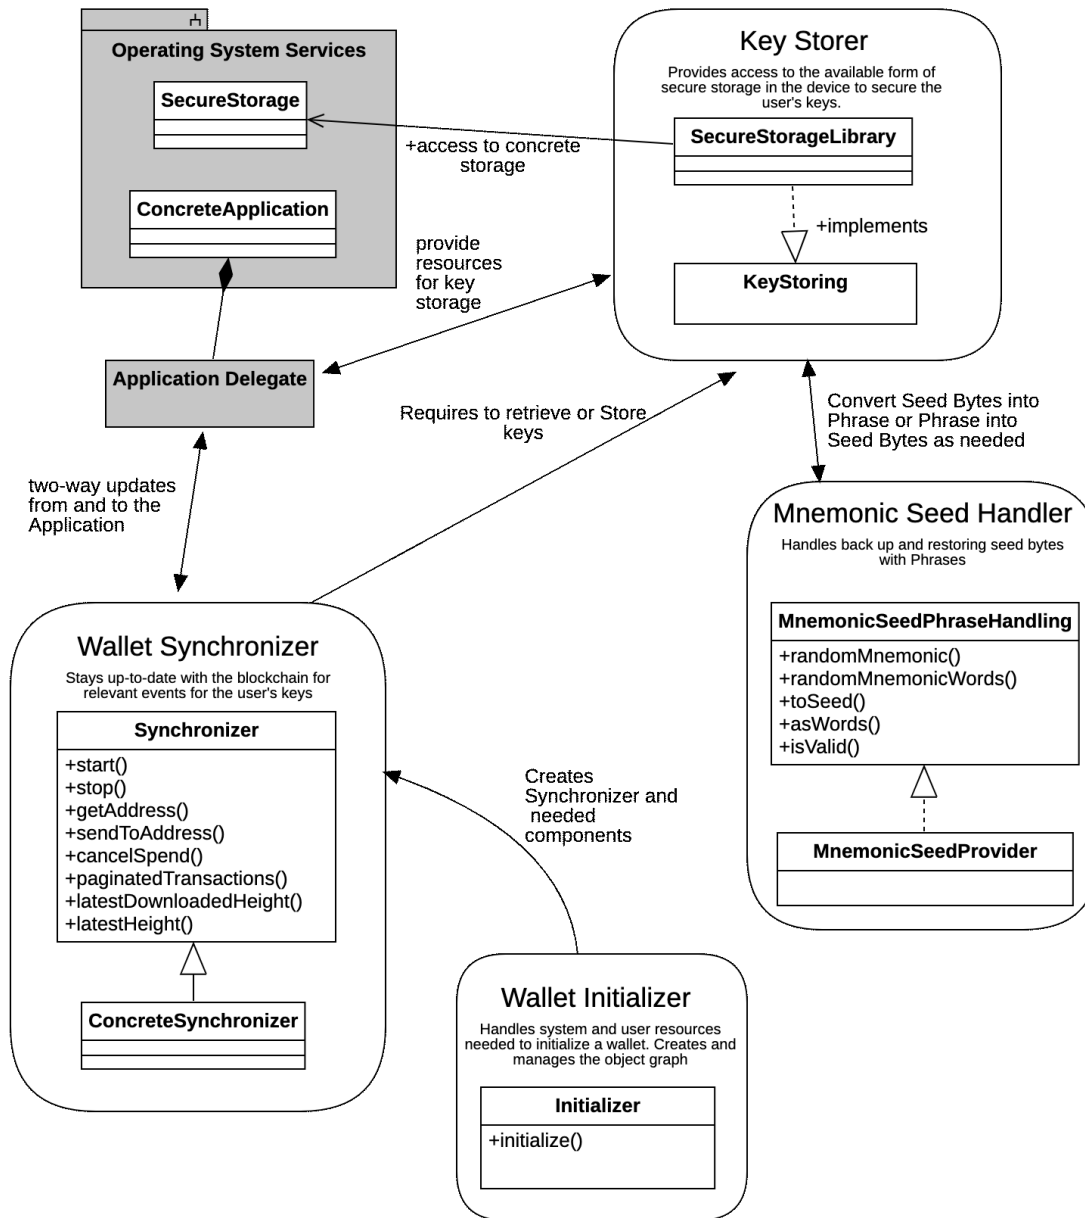 Operating System Services
SecureStorage
ConcreteApplication
Key Storer
Provides access to the available form of
secure storage in the device to secure the
user's keys.
SecureStorageLibrary
+access to concrete
storage
+implements
KeyStoring
provide
resources
for key
storage
Application Delegate
Requires to retrieve or Store
keys
Convert Seed Bytes into
Phrase or Phrase into
Seed Bytes as needed
two-way updates
from and to the
Application
Mnemonic Seed Handler
Handles back up and restoring seed bytes
with Phrases
MnemonicSeedPhraseHandling
+randomMnemonic()
+randomMnemonicWords()
+toSeed()
+asWords()
+isValid()
MnemonicSeedProvider
Wallet Synchronizer
Stays up-to-date with the blockchain for
relevant events for the user's keys
Synchronizer
+start()
+stop()
+getAddress()
+sendToAddress()
+cancelSpend()
+paginatedTransactions()
+latestDownloadedHeight()
+latestHeight()
ConcreteSynchronizer
Creates
Synchronizer and
needed
components
Wallet Initializer
Handles system and user resources
needed to initialize a wallet. Creates and
manages the object graph
Initializer
+initialize()